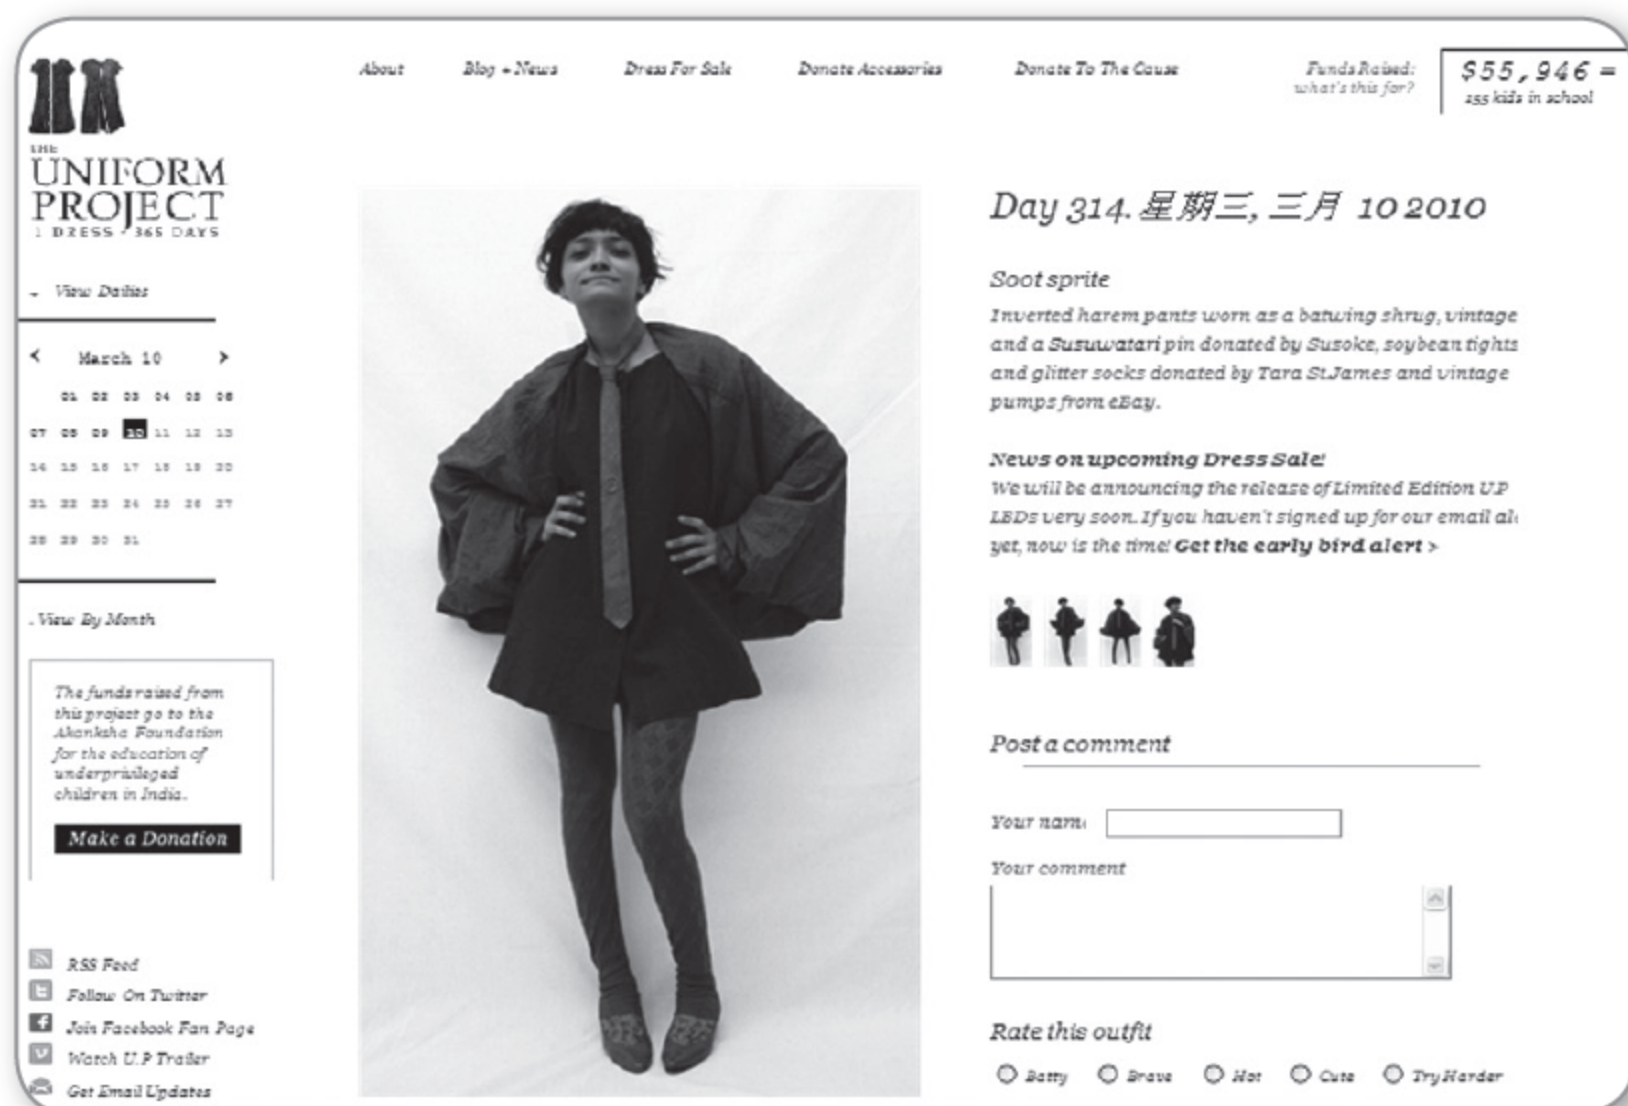 About
Blog + News
Dress For Sale
Donate Accessories
Donate To The Cause
Funds Raised:
what's this for?
$55,946 =
255 kids in school
THE
UNIFORM
PROJECT
1 DRESS · 365 DAYS
View Dailies
< March 10 >
01 02 03 04 05 06
07 08 09 10 11 12 13
14 15 16 17 18 19 20
21 22 23 24 25 26 27
28 29 30 31
. View By Month
The funds raised from
this project go to the
Akanksha Foundation
for the education of
underprivileged
children in India.
Make a Donation
RSS Feed
Follow On Twitter
Join Facebook Fan Page
Watch U.P Trailer
Get Email Updates
Day 314. 星期三, 三月 10 2010
Soot sprite
Inverted harem pants worn as a batwing shrug, vintage
and a Susuwatari pin donated by Susoke, soybean tights
and glitter socks donated by Tara St.James and vintage
pumps from eBay.
News on upcoming Dress Sale!
We will be announcing the release of Limited Edition U.P
LBDs very soon. If you haven't signed up for our email
yet, now is the time! Get the early bird alert >
Post a comment
Your nam
Your comment
Rate this outfit
Batty
Brave
Hot
Cute
Try Harder